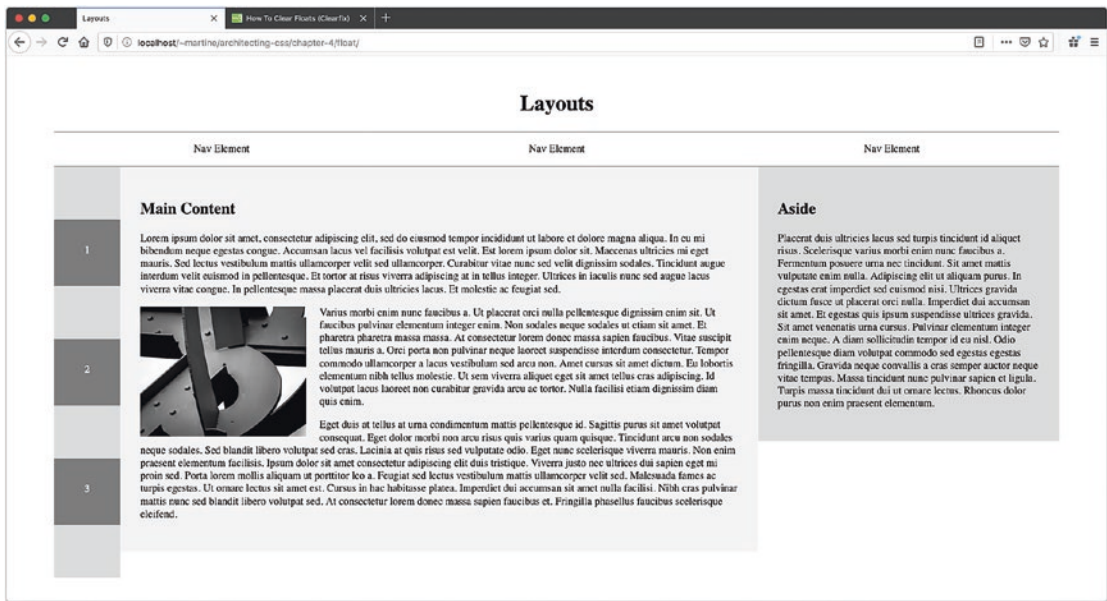 Layouts
How To Clear Floats (Clearfix)
localhost/~martine/architecting-css/chapter-4/float/
Layouts
Nav Element
Nav Element
Nav Element
1
2
3
Main Content
Lorem ipsum dolor sit amet, consectetur adipiscing elit, sed do eiusmod tempor incididunt ut labore et dolore magna aliqua. In eu mi
bibendum neque egestas congue. Accumsan lacus vel facilisis volutpat est velit. Est lorem ipsum dolor sit. Maecenas ultricies mi eget
mauris. Sed lectus vestibulum mattis ullamcorper velit sed ullamcorper. Curabitur vitae nunc sed velit dignissim sodales. Tincidunt augue
interdum velit euismod in pellentesque. Et tortor at risus viverra adipiscing at in tellus integer. Ultrices in iaculis nunc sed augue lacus
viverra vitae congue. In pellentesque massa placerat duis ultricies lacus. Et molestie ac feugiat sed.
Varius morbi enim nunc faucibus a. Ut placerat orci nulla pellentesque dignissim enim sit. Ut
faucibus pulvinar elementum integer enim. Non sodales neque sodales ut etiam sit amet. Et
pharetra pharetra massa massa. At consectetur lorem donec massa sapien faucibus. Vitae suscipit
tellus mauris a. Orci porta non pulvinar neque laoreet suspendisse interdum consectetur. Tempor
commodo ullamcorper a lacus vestibulum sed arcu non. Amet cursus sit amet dictum. Eu lobortis
elementum nibh tellus molestie. Ut sem viverra aliquet eget sit amet tellus cras adipiscing. Id
volutpat lacus laoreet non curabitur gravida arcu ac tortor. Nulla facilisi etiam dignissim diam
quis enim.
Eget duis at tellus at urna condimentum mattis pellentesque id. Sagittis purus sit amet volutpat
consequat. Eget dolor morbi non arcu risus quis varius quam quisque. Tincidunt arcu non sodales
neque sodales. Sed blandit libero volutpat sed cras. Lacinia at quis risus sed vulputate odio. Eget nunc scelerisque viverra mauris. Non enim
praesent elementum facilisis. Ipsum dolor sit amet consectetur adipiscing elit duis tristique. Viverra justo nec ultrices dui sapien eget mi
proin sed. Porta lorem mollis aliquam ut porttitor leo a. Feugiat sed lectus vestibulum mattis ullamcorper velit sed. Malesuada fames ac
turpis egestas. Ut ornare lectus sit amet est. Cursus in hac habitasse platea. Imperdiet dui accumsan sit amet nulla facilisi. Nibh cras pulvinar
mattis nunc sed blandit libero volutpat sed. At consectetur lorem donec massa sapien faucibus et. Fringilla phasellus faucibus scelerisque
eleifend.
Aside
Placerat duis ultricies lacus sed turpis tincidunt id aliquet
risus. Scelerisque varius morbi enim nunc faucibus a.
Fermentum posuere urna nec tincidunt. Sit amet mattis
vulputate enim nulla. Adipiscing elit ut aliquam purus. In
egestas erat imperdiet sed euismod nisi. Ultrices gravida
dictum fusce ut placerat orci nulla. Imperdiet dui accumsan
sit amet. Et egestas quis ipsum suspendisse ultrices gravida.
Sit amet venenatis urna cursus. Pulvinar elementum integer
enim neque. A diam sollicitudin tempor id eu nisl. Odio
pellentesque diam volutpat commodo sed egestas egestas
fringilla. Gravida neque convallis a cras semper auctor neque
vitae tempus. Massa tincidunt nunc pulvinar sapien et ligula.
Turpis massa tincidunt dui ut ornare lectus. Rhoncus dolor
purus non enim praesent elementum.